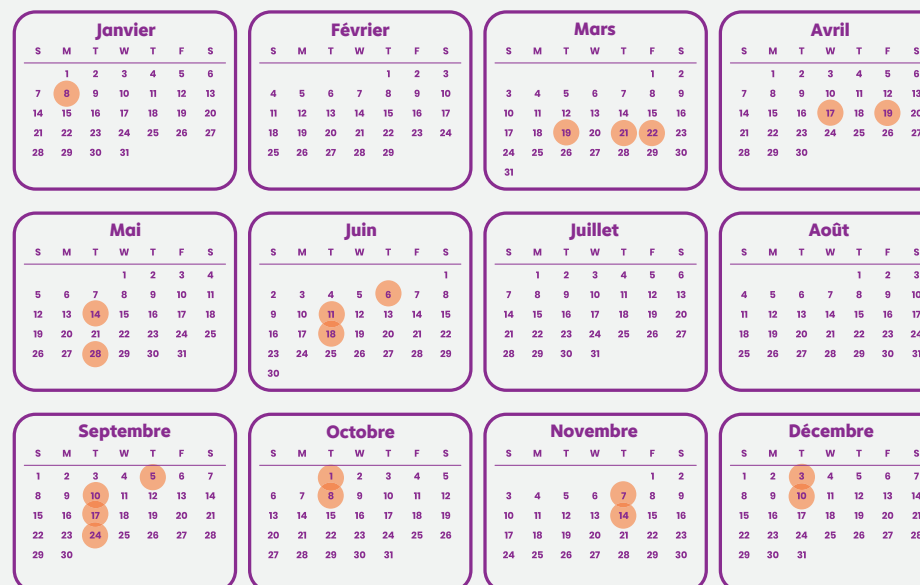 Janvier
S M T W T F S
1 2 3 4 5 6
7 8 9 10 11 12 13
14 15 16 17 18 19 20
21 22 23 24 25 26 27
28 29 30 31
Février
S M T W T F S
1 2 3
4 5 6 7 8 9 10
11 12 13 14 15 16 17
18 19 20 21 22 23 24
25 26 27 28 29
Mars
S M T W T F S
1 2
3 4 5 6 7 8 9
10 11 12 13 14 15 16
17 18 19 20 21 22 23
24 25 26 27 28 29 30
31
Avril
S M T W T F S
1 2 3 4 5 6
7 8 9 10 11 12 13
14 15 16 17 18 19 20
21 22 23 24 25 26 27
28 29 30
Mai
S M T W T F S
1 2 3 4
5 6 7 8 9 10 11
12 13 14 15 16 17 18
19 20 21 22 23 24 25
26 27 28 29 30 31
Juin
S M T W T F S
1
2 3 4 5 6 7 8
9 10 11 12 13 14 15
16 17 18 19 20 21 22
23 24 25 26 27 28 29
30
Juillet
S M T W T F S
1 2 3 4 5 6
7 8 9 10 11 12 13
14 15 16 17 18 19 20
21 22 23 24 25 26 27
28 29 30 31
Août
S M T W T F S
1 2 3
4 5 6 7 8 9 10
11 12 13 14 15 16 17
18 19 20 21 22 23 24
25 26 27 28 29 30 31
Septembre
S M T W T F S
1 2 3 4 5 6 7
8 9 10 11 12 13 14
15 16 17 18 19 20 21
22 23 24 25 26 27 28
29 30
Octobre
S M T W T F S
1 2 3 4 5
6 7 8 9 10 11 12
13 14 15 16 17 18 19
20 21 22 23 24 25 26
27 28 29 30 31
Novembre
S M T W T F S
1 2
3 4 5 6 7 8 9
10 11 12 13 14 15 16
17 18 19 20 21 22 23
24 25 26 27 28 29 30
Décembre
S M T W T F S
1 2 3 4 5 6 7
8 9 10 11 12 13 14
15 16 17 18 19 20 21
22 23 24 25 26 27 28
29 30 31